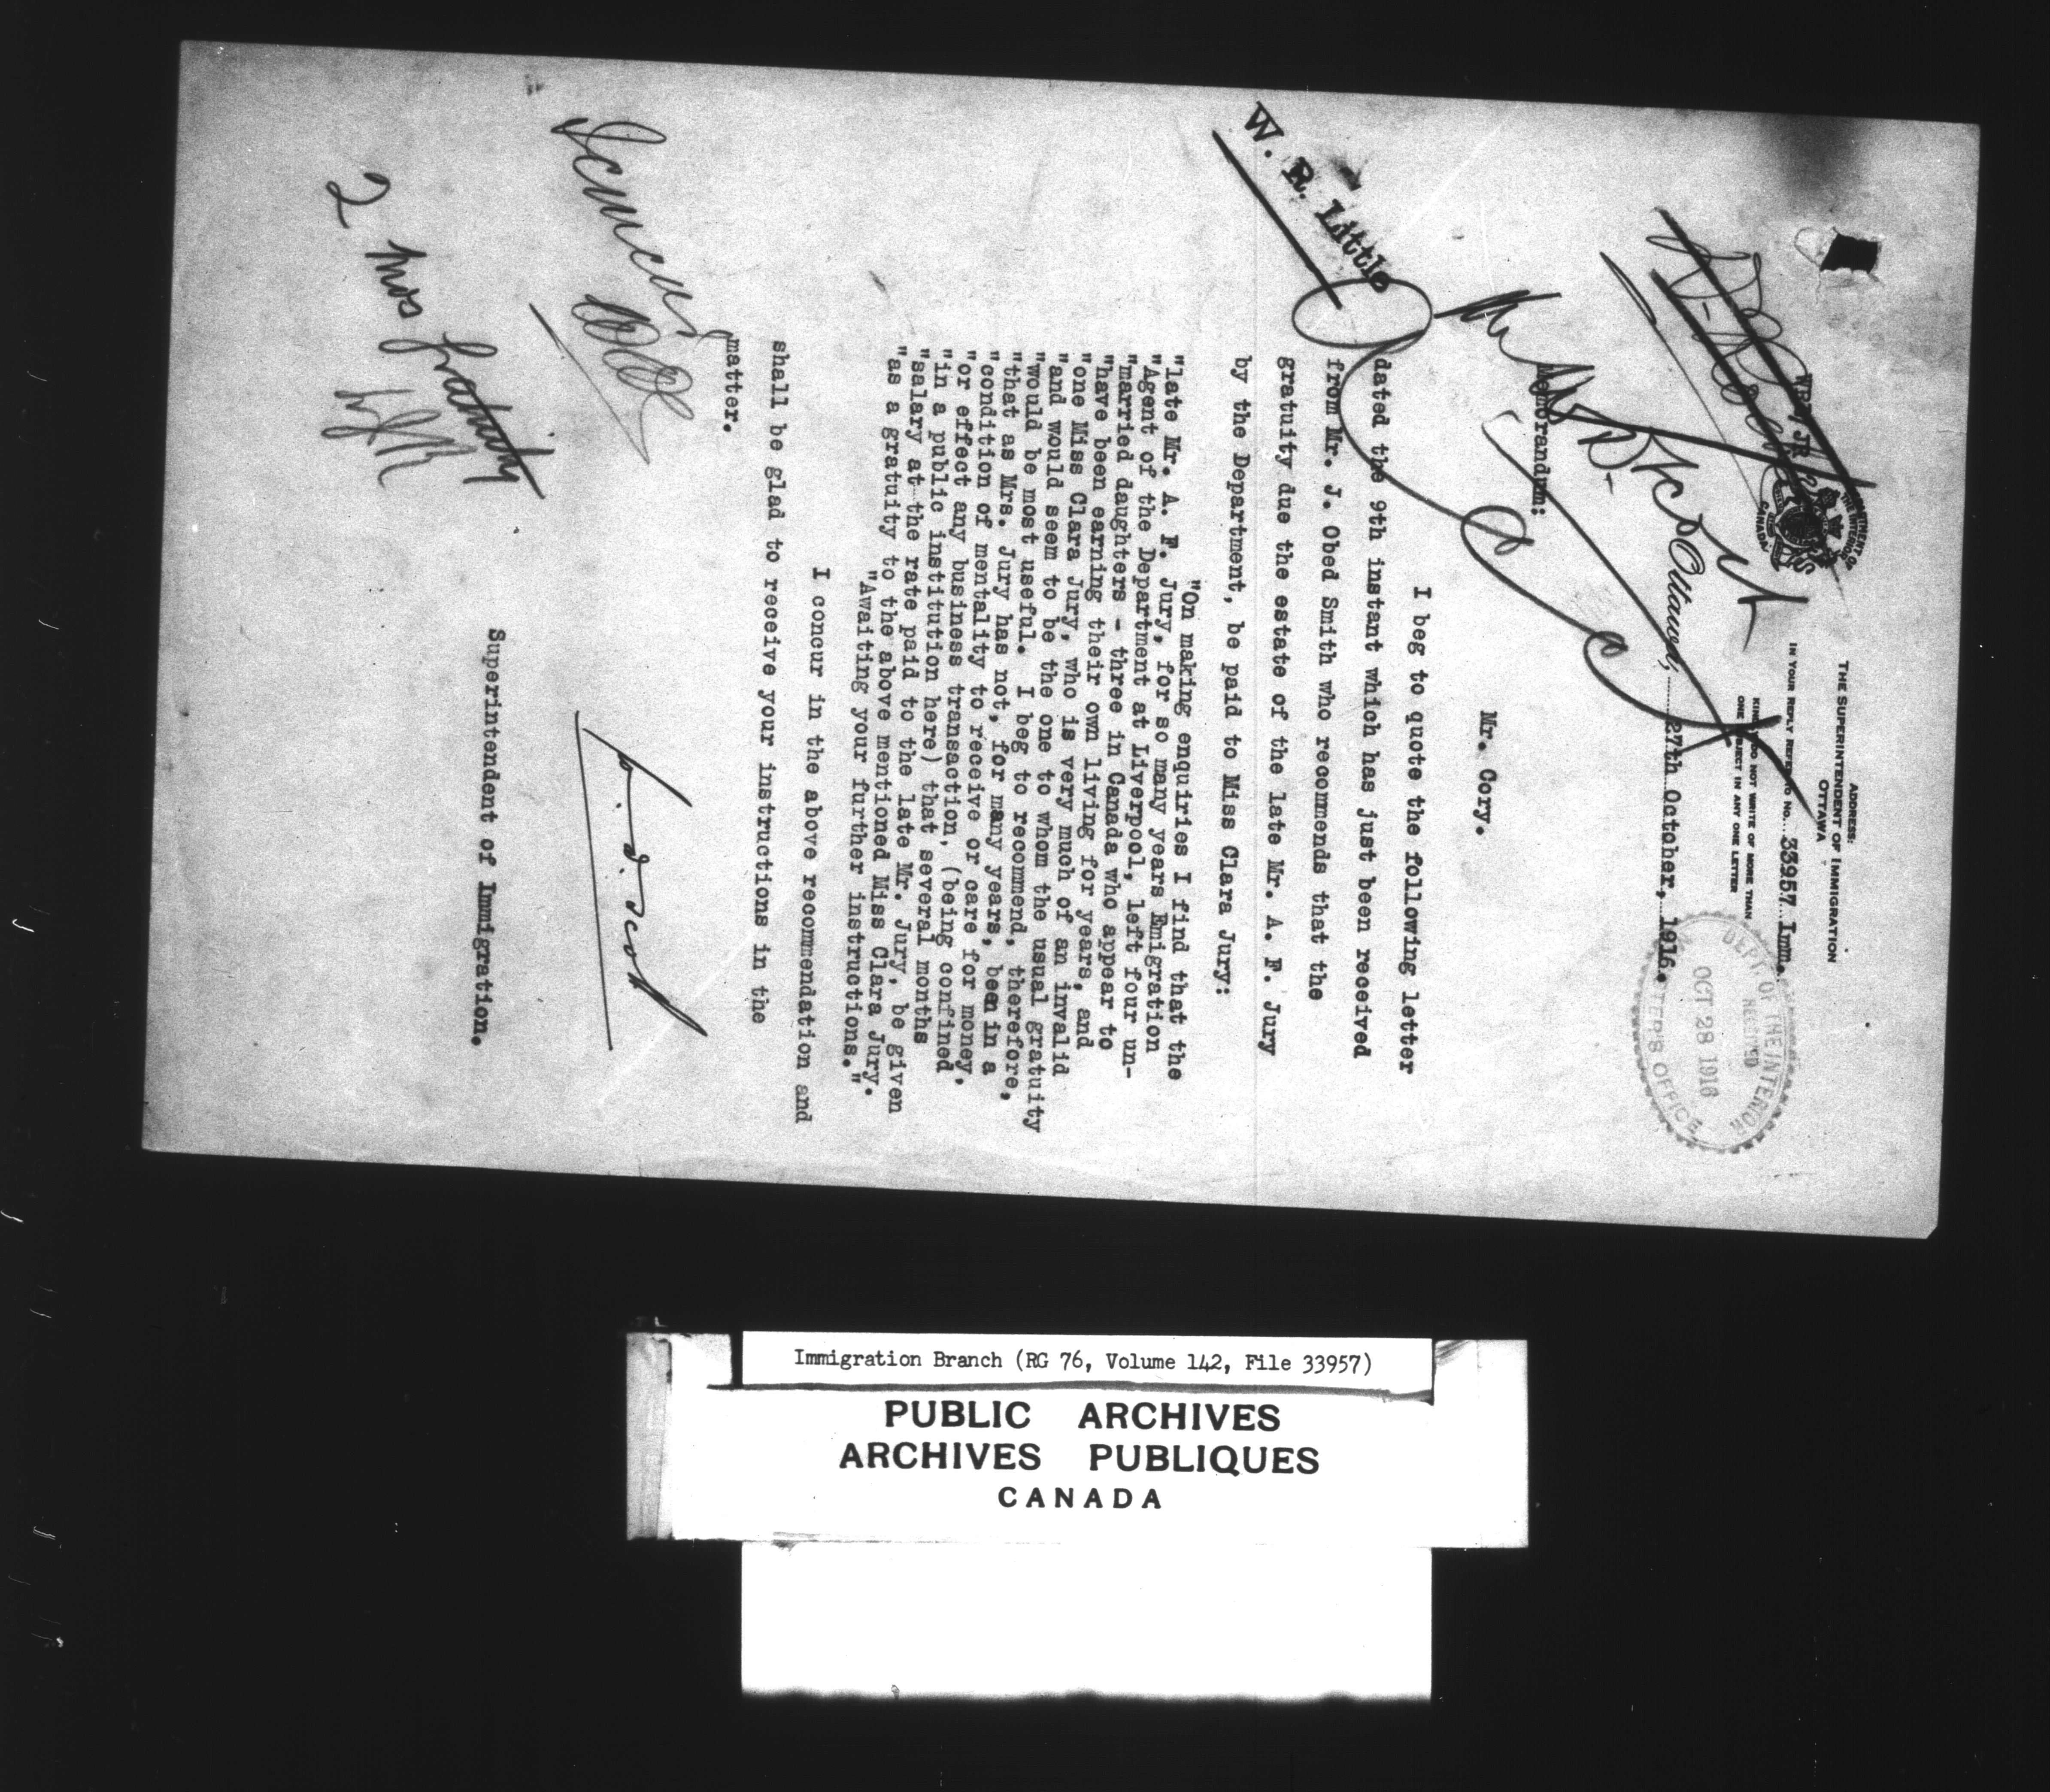 ADDRESS:
THE SUPERINTENDENT OF IMMIGRATION
OTTAWA
IN YOUR REPLY REFER TO No. 33957 Imm.
KINDLY DO NOT WRITE OF MORE THAN
ONE SUBJECT IN ANY ONE LETTER
DEPARTMENT OF
THE INTERIOR
CANADA
WRL/JR
Ottawa, 27th October, 1916.
DEPT. OF THE INTERIOR
RECEIVED
OCT 28 1916
Memorandum:
Mr. Cory.
I beg to quote the following letter
dated the 9th instant which has just been received
from Mr. J. Obed Smith who recommends that the
gratuity due the estate of the late Mr. A. F. Jury
by the Department, be paid to Miss Clara Jury:
W. R. Little
"On making enquiries I find that the
"late Mr. A. F. Jury, for so many years Emigration
"Agent of the Department at Liverpool, left four un-
"married daughters - three in Canada who appear to
"have been earning their own living for years, and
"one Miss Clara Jury, who is very much of an invalid
"and would seem to be the one to whom the usual gratuity
"would be most useful. I beg to recommend, therefore,
"that as Mrs. Jury has not, for many years, been in a
"condition of mentality to receive or care for money,
"or effect any business transaction, (being confined
"in a public institution here) that several months
"salary at the rate paid to the late Mr. Jury, be given
"as a gratuity to the above mentioned Miss Clara Jury.
"Awaiting your further instructions."
I concur in the above recommendation and
shall be glad to receive your instructions in the
matter.
W. D. Scott
Superintendent of Immigration.
2 mos gratuity
Immigration Branch (RG 76, Volume 142, File 33957)
PUBLIC ARCHIVES
ARCHIVES PUBLIQUES
CANADA